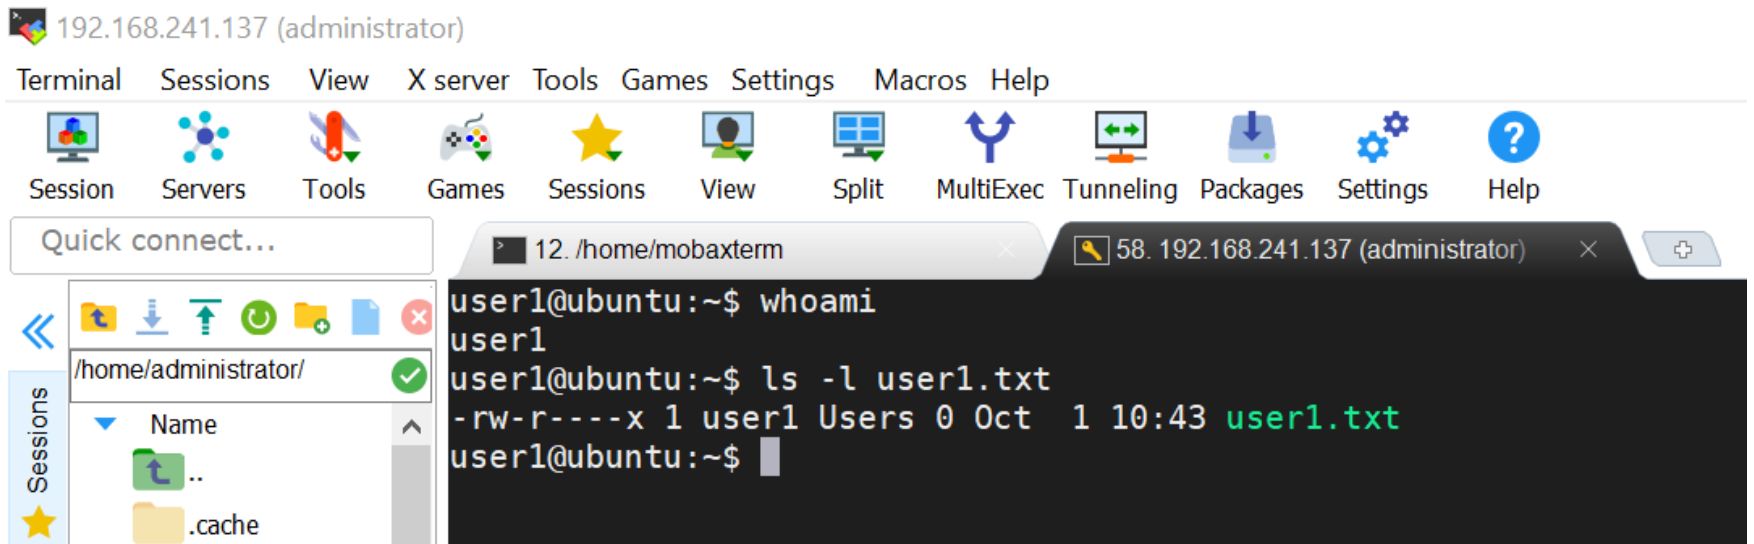 192.168.241.137 (administrator)
Terminal Sessions View X server Tools Games Settings Macros Help
Session Servers Tools Games Sessions View Split MultiExec Tunneling Packages Settings Help
Quick connect...
12. /home/mobaxterm
58. 192.168.241.137 (administrator)
/home/administrator/
Name
..
.cache
Sessions
user1@ubuntu:~$ whoami
user1
user1@ubuntu:~$ ls -l user1.txt
-rw-r----x 1 user1 Users 0 Oct  1 10:43 user1.txt
user1@ubuntu:~$